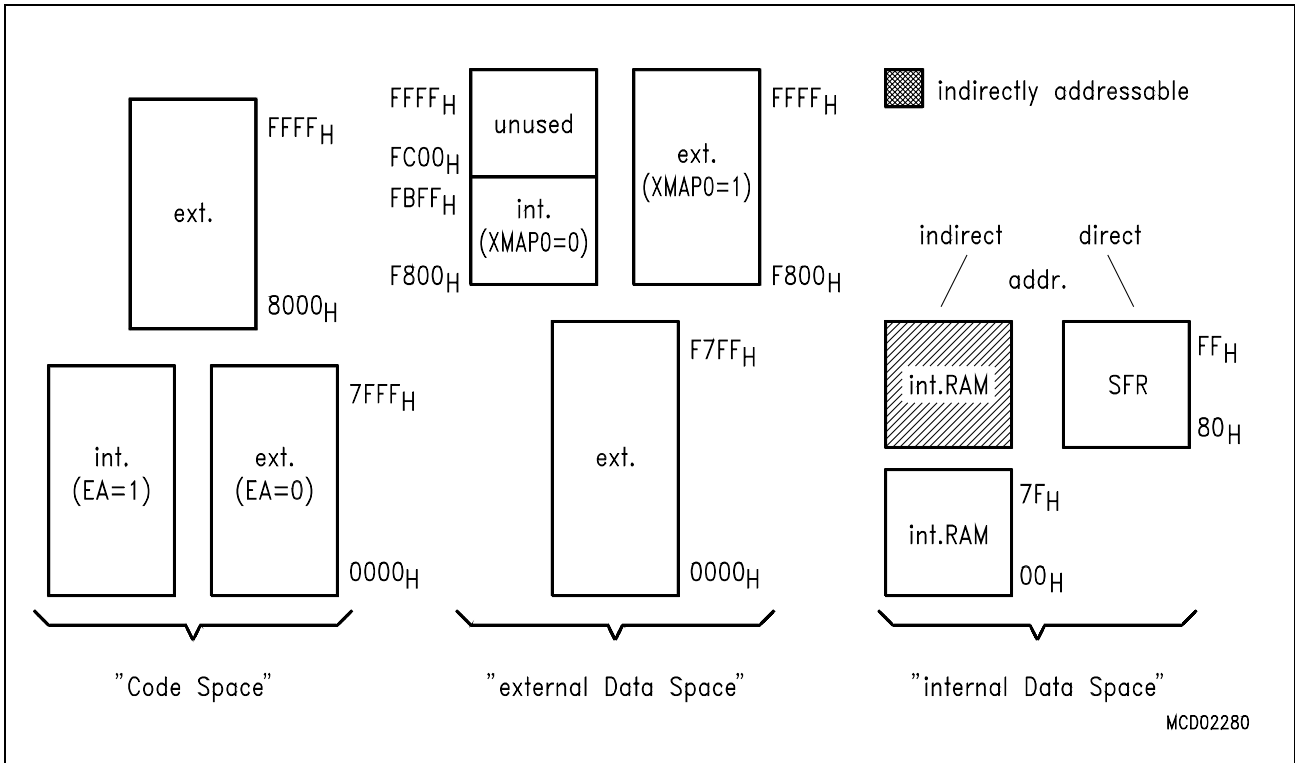 FFFFH
ext.
8000H
int.
(EA=1)
ext.
(EA=0)
7FFFH
0000H
"Code Space"
FFFFH
unused
FC00H
FBFFH
int.
(XMAP0=0)
F800H
ext.
(XMAP0=1)
FFFFH
F800H
F7FFH
ext.
0000H
"external Data Space"
indirectly addressable
indirect
direct
addr.
int.RAM
SFR
FFH
80H
int.RAM
7FH
00H
"internal Data Space"
MCD02280